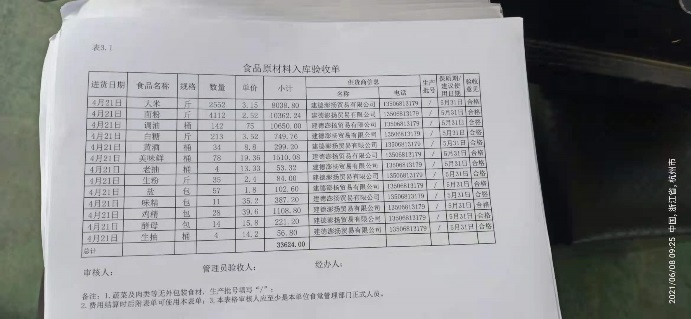 表3.1
食品原材料入库验收单
进货日期 食品名称 规格 数量 单价 小计 供货商信息 生产批号 保质期/建议使用日期 验收意见
名称 电话
4月21日 大米 斤 2552 3.15 8038.80 建德澎扬贸易有限公司 13506813179 / 5月31日 合格
4月21日 面粉 斤 4112 2.52 10362.24 建德澎扬贸易有限公司 13506813179 / 5月31日 合格
4月21日 调油 桶 142 75 10650.00 建德澎扬贸易有限公司 13506813179 / 5月31日 合格
4月21日 白糖 斤 213 3.52 749.76 建德澎扬贸易有限公司 13506813179 / 5月31日 合格
4月21日 黄酒 桶 34 8.8 299.20 建德澎扬贸易有限公司 13506813179 / 5月31日 合格
4月21日 美味鲜 桶 78 19.36 1510.08 建德澎扬贸易有限公司 13506813179 / 5月31日 合格
4月21日 老抽 桶 4 13.33 53.32 建德澎扬贸易有限公司 13506813179 / 5月31日 合格
4月21日 生粉 斤 35 2.4 84.00 建德澎扬贸易有限公司 13506813179 / 5月31日 合格
4月21日 盐 包 57 1.8 102.60 建德澎扬贸易有限公司 13506813179 / 5月31日 合格
4月21日 味精 包 11 35.2 387.20 建德澎扬贸易有限公司 13506813179 / 5月31日 合格
4月21日 鸡精 包 28 39.6 1108.80 建德澎扬贸易有限公司 13506813179 / 5月31日 合格
4月21日 酵母 包 14 15.8 221.20 建德澎扬贸易有限公司 13506813179 / 5月31日 合格
4月21日 生抽 桶 4 14.2 56.80 建德澎扬贸易有限公司 13506813179 / 5月31日 合格
总计 33624.00
审核人： 管理员验收人： 经办人：
备注：1.蔬菜及肉类等无外包装食材，生产批号填写“/”；
2.费用结算时后附表单可使用本表单；3.本表格审核人应至少是本单位食堂管理部门正式人员。
2021/06/08 09:25 中国，浙江省，杭州市